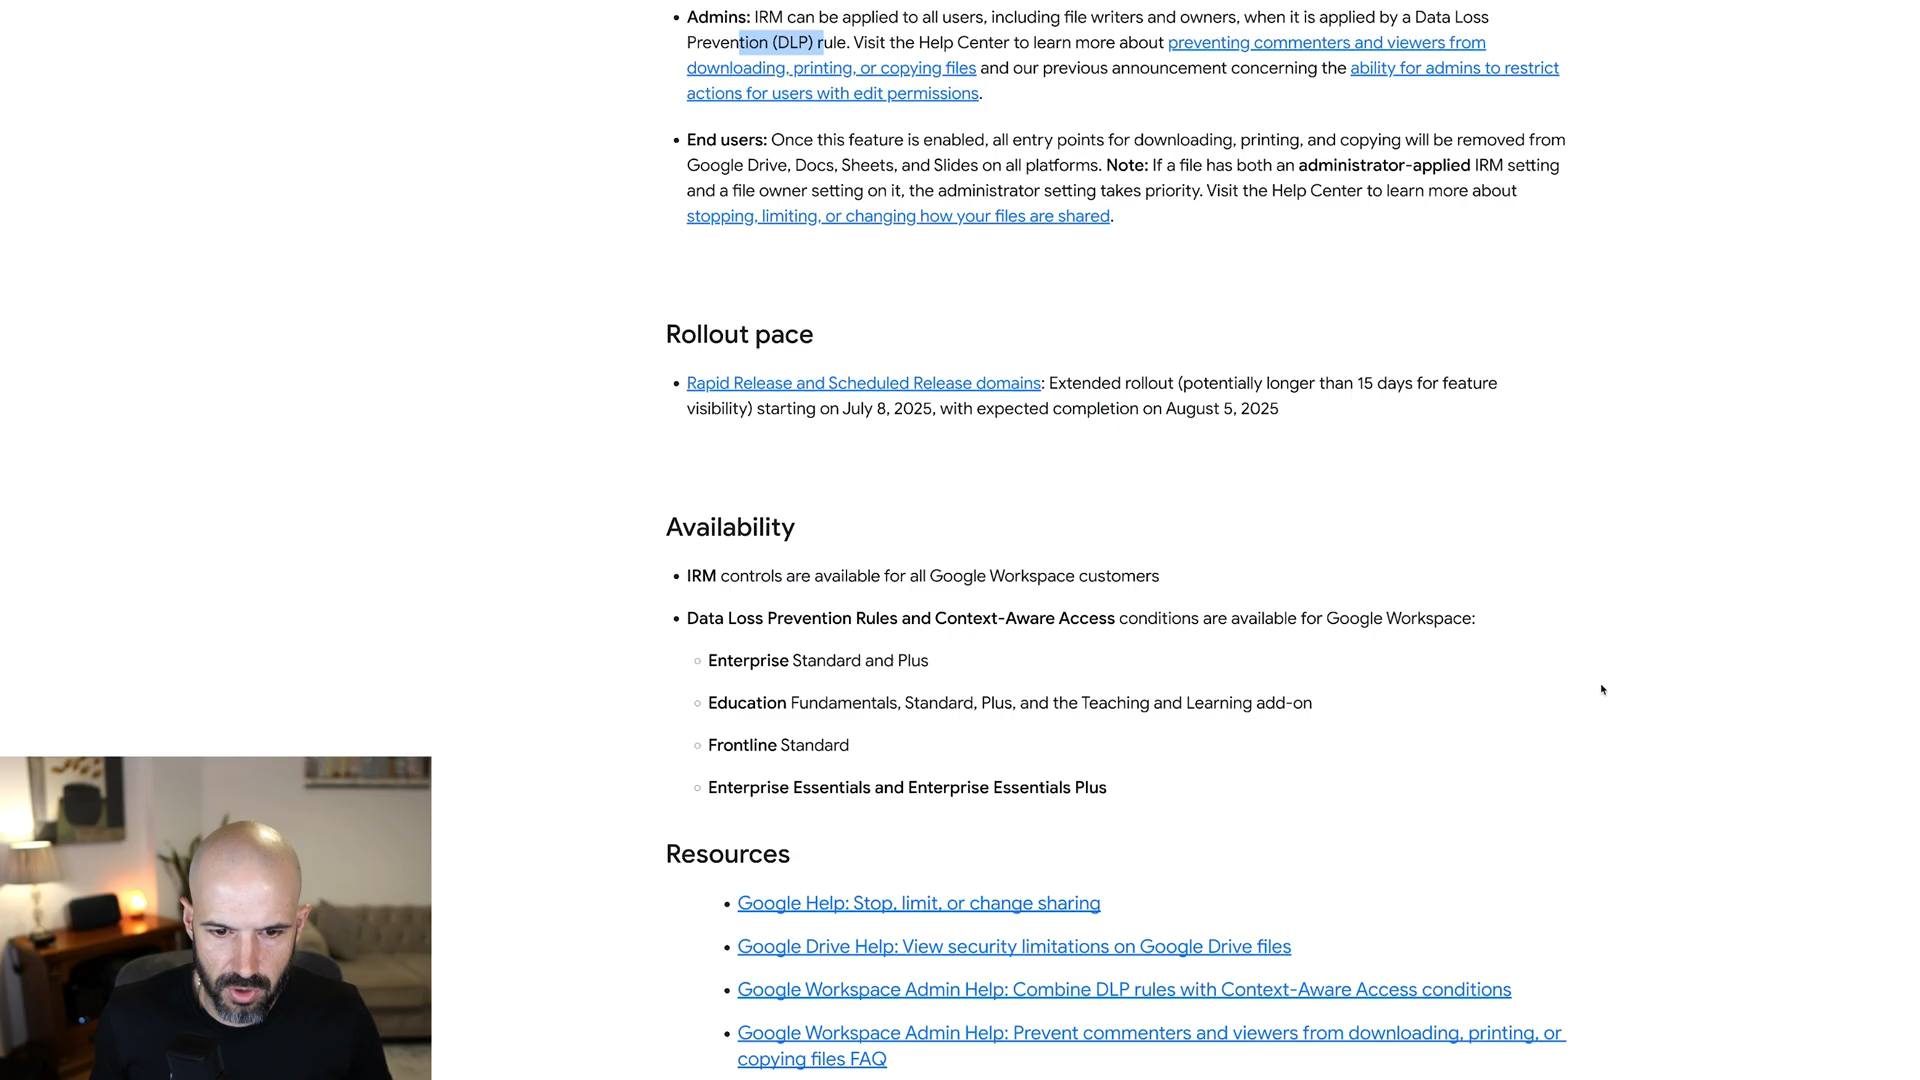 • Admins: IRM can be applied to all users, including file writers and owners, when it is applied by a Data Loss
Prevention (DLP) rule. Visit the Help Center to learn more about preventing commenters and viewers from
downloading, printing, or copying files and our previous announcement concerning the ability for admins to restrict
actions for users with edit permissions.
• End users: Once this feature is enabled, all entry points for downloading, printing, and copying will be removed from
Google Drive, Docs, Sheets, and Slides on all platforms. Note: If a file has both an administrator-applied IRM setting
and a file owner setting on it, the administrator setting takes priority. Visit the Help Center to learn more about
stopping, limiting, or changing how your files are shared.
Rollout pace
• Rapid Release and Scheduled Release domains: Extended rollout (potentially longer than 15 days for feature
visibility) starting on July 8, 2025, with expected completion on August 5, 2025
Availability
• IRM controls are available for all Google Workspace customers
• Data Loss Prevention Rules and Context-Aware Access conditions are available for Google Workspace:
○ Enterprise Standard and Plus
○ Education Fundamentals, Standard, Plus, and the Teaching and Learning add-on
○ Frontline Standard
○ Enterprise Essentials and Enterprise Essentials Plus
Resources
• Google Help: Stop, limit, or change sharing
• Google Drive Help: View security limitations on Google Drive files
• Google Workspace Admin Help: Combine DLP rules with Context-Aware Access conditions
• Google Workspace Admin Help: Prevent commenters and viewers from downloading, printing, or
copying files FAQ